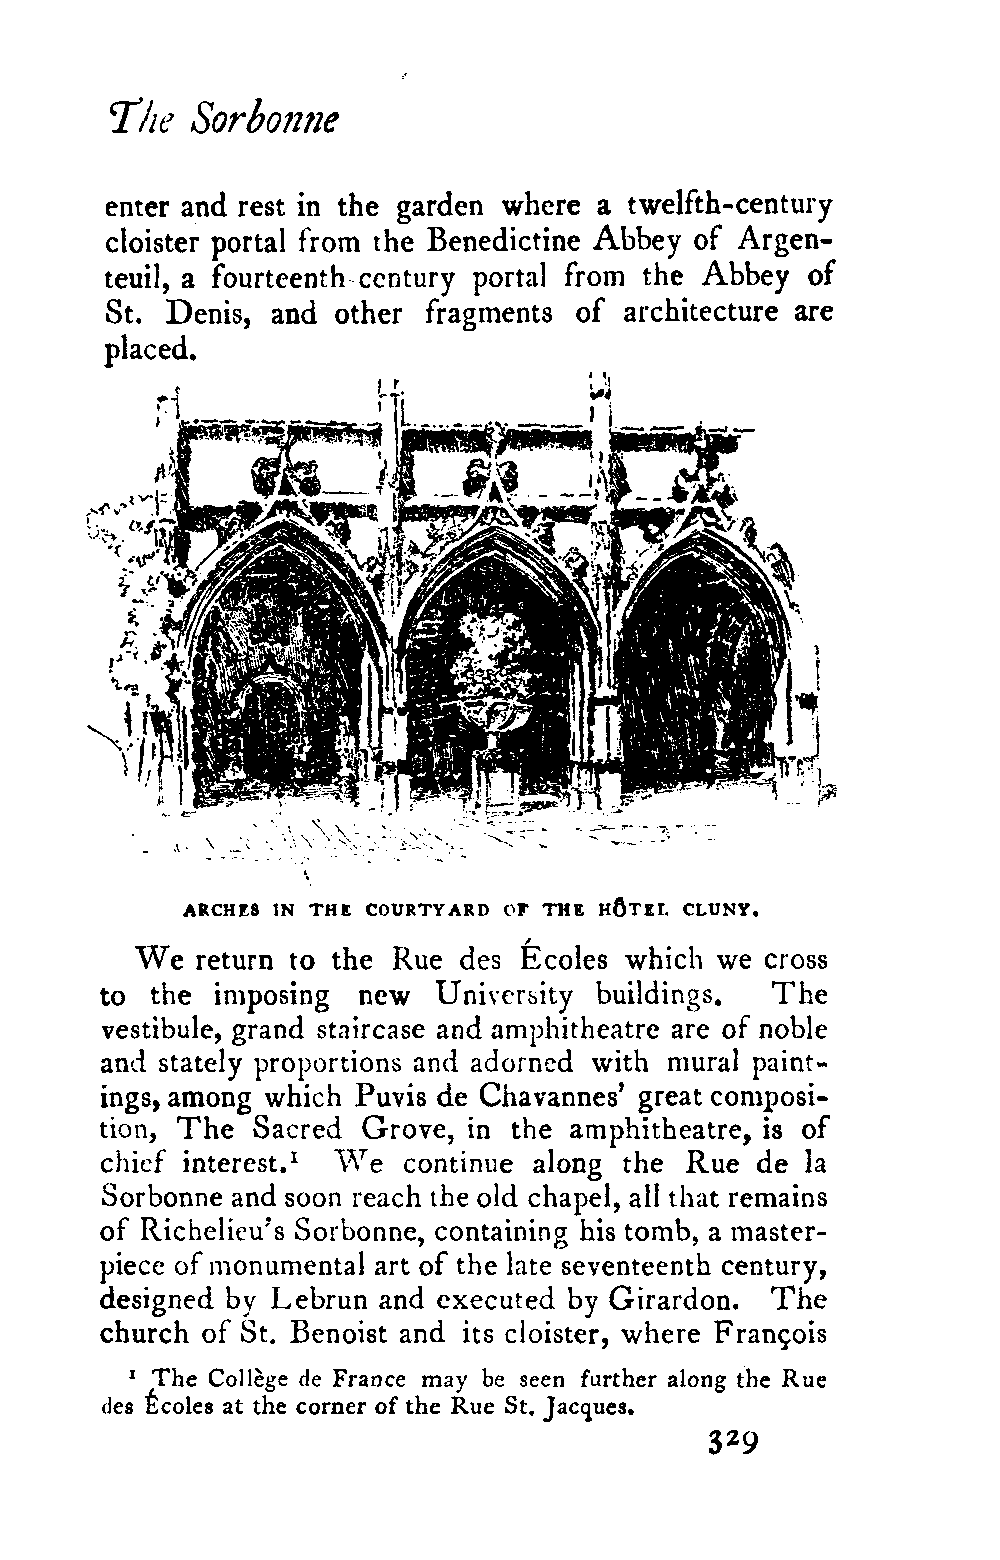 The Sorbonne
enter and rest in the garden where a twelfth-century
cloister portal from the Benedictine Abbey of Argen-
teuil, a fourteenth-century portal from the Abbey of
St. Denis, and other fragments of architecture are
placed.
ARCHES IN THE COURTYARD OF THE HÔTEL CLUNY.
We return to the Rue des Écoles which we cross
to the imposing new University buildings. The
vestibule, grand staircase and amphitheatre are of noble
and stately proportions and adorned with mural paint-
ings, among which Puvis de Chavannes' great composi-
tion, The Sacred Grove, in the amphitheatre, is of
chief interest.¹ We continue along the Rue de la
Sorbonne and soon reach the old chapel, all that remains
of Richelieu's Sorbonne, containing his tomb, a master-
piece of monumental art of the late seventeenth century,
designed by Lebrun and executed by Girardon. The
church of St. Benoist and its cloister, where François
¹ The Collège de France may be seen further along the Rue
des Écoles at the corner of the Rue St. Jacques.
329